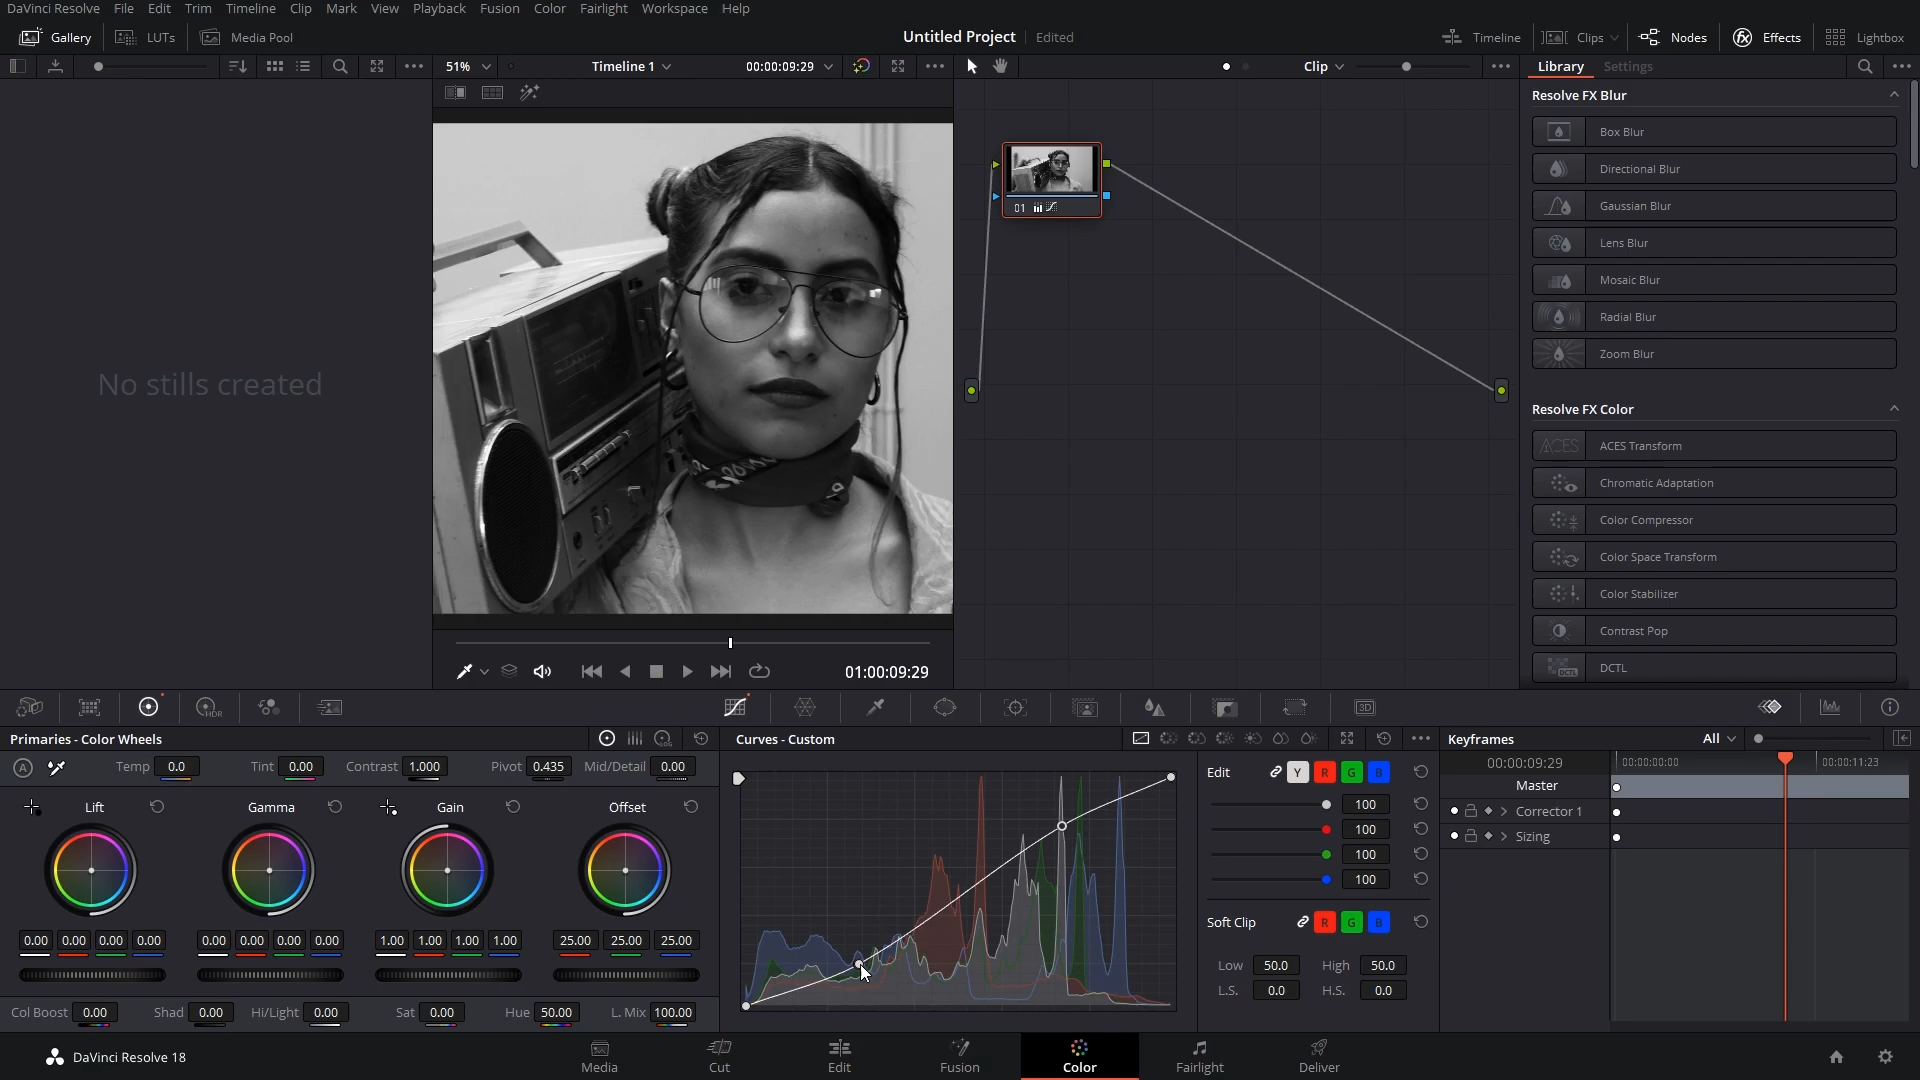 DaVinci Resolve File Edit Trim Timeline Clip Mark View Playback Fusion Color Fairlight Workspace Help
Gallery LUTs Media Pool Untitled Project Edited Timeline Clips Nodes Effects Lightbox
51% Timeline 1 00:00:09:29 Clip Library Settings
Resolve FX Blur
Box Blur
Directional Blur
Gaussian Blur
Lens Blur
Mosaic Blur
Radial Blur
Zoom Blur
Resolve FX Color
ACES Transform
Chromatic Adaptation
Color Compressor
Color Space Transform
Color Stabilizer
Contrast Pop
DCTL
01
No stills created
01:00:09:29
HDR
3D
Primaries - Color Wheels
LOG
A Temp 0.0 Tint 0.00 Contrast 1.000 Pivot 0.435 Mid/Detail 0.00
Lift Gamma Gain Offset
0.00 0.00 0.00 0.00 0.00 0.00 0.00 0.00 1.00 1.00 1.00 1.00 25.00 25.00 25.00
Col Boost 0.00 Shad 0.00 Hi/Light 0.00 Sat 0.00 Hue 50.00 L. Mix 100.00
Curves - Custom
Edit Y R G B
100
100
100
100
Soft Clip R G B
Low 50.0 High 50.0
L.S. 0.0 H.S. 0.0
Keyframes All
00:00:09:29 00:00:00:00 00:00:11:23
Master
Corrector 1
Sizing
DaVinci Resolve 18 Media Cut Edit Fusion Color Fairlight Deliver